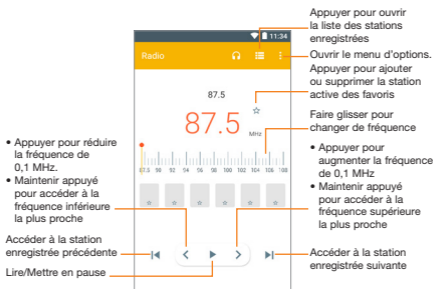 Appuyer pour ouvrir
la liste des stations
enregistrées
Ouvrir le menu d'options.
Appuyer pour ajouter
ou supprimer la station
active des favoris
Faire glisser pour
changer de fréquence
• Appuyer pour
augmenter la fréquence
de 0,1 MHz
• Maintenir appuyé
pour accéder à la
fréquence supérieure
la plus proche
Accéder à la station
enregistrée suivante
• Appuyer pour réduire
la fréquence de
0,1 MHz.
• Maintenir appuyé
pour accéder à la
fréquence inférieure
la plus proche
Accéder à la station
enregistrée précédente
Lire/Mettre en pause
11:34
Radio
87.5
87.5
MHz
87.5 90 92 94 96 98 100 102 104 106 108